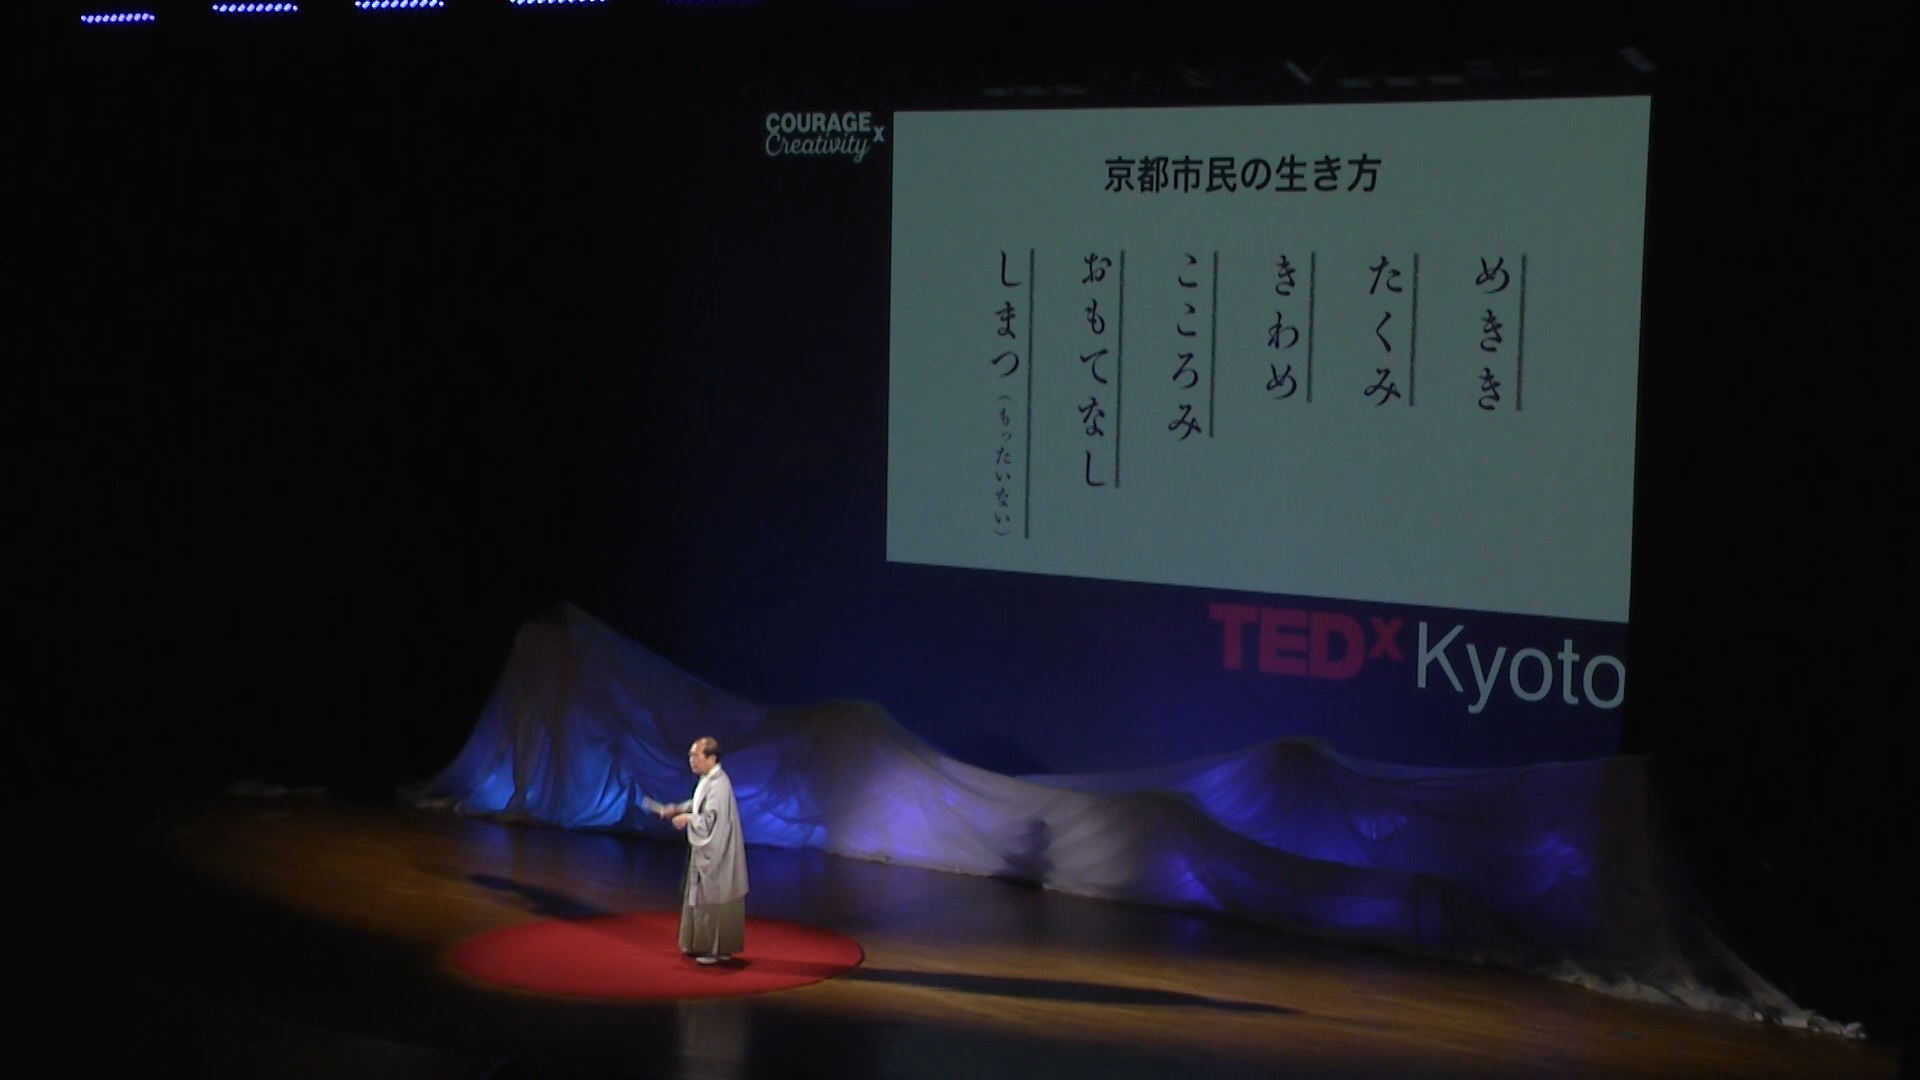 COURAGE x
Creativity
京都市民の生き方
めきき
たくみ
きわめ
こころみ
おもてなし
しまつ（もったいない）
TEDx Kyoto